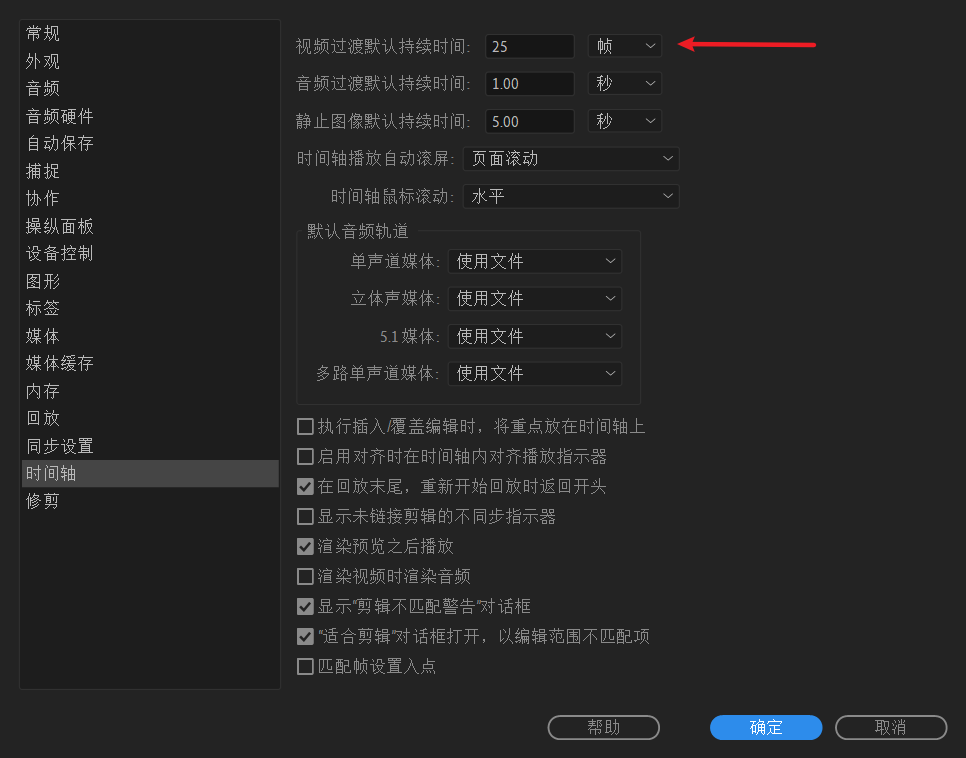 常规
外观
音频
音频硬件
自动保存
捕捉
协作
操纵面板
设备控制
图形
标签
媒体
媒体缓存
内存
回放
同步设置
时间轴
修剪
视频过渡默认持续时间: 25 帧
音频过渡默认持续时间: 1.00 秒
静止图像默认持续时间: 5.00 秒
时间轴播放自动滚屏: 页面滚动
时间轴鼠标滚动: 水平
默认音频轨道
单声道媒体: 使用文件
立体声媒体: 使用文件
5.1 媒体: 使用文件
多路单声道媒体: 使用文件
执行插入/覆盖编辑时，将重点放在时间轴上
启用对齐时在时间轴内对齐播放指示器
在回放末尾，重新开始回放时返回开头
显示未链接剪辑的不同步指示器
渲染预览之后播放
渲染视频时渲染音频
显示“剪辑不匹配警告”对话框
“适合剪辑”对话框打开，以编辑范围不匹配项
匹配帧设置入点
帮助 确定 取消